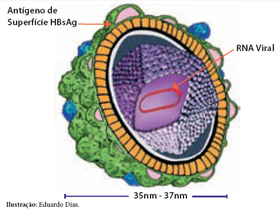 Antígeno de
Superfície HBsAg
RNA Viral
35nm - 37nm
Ilustração: Eduardo Dias.